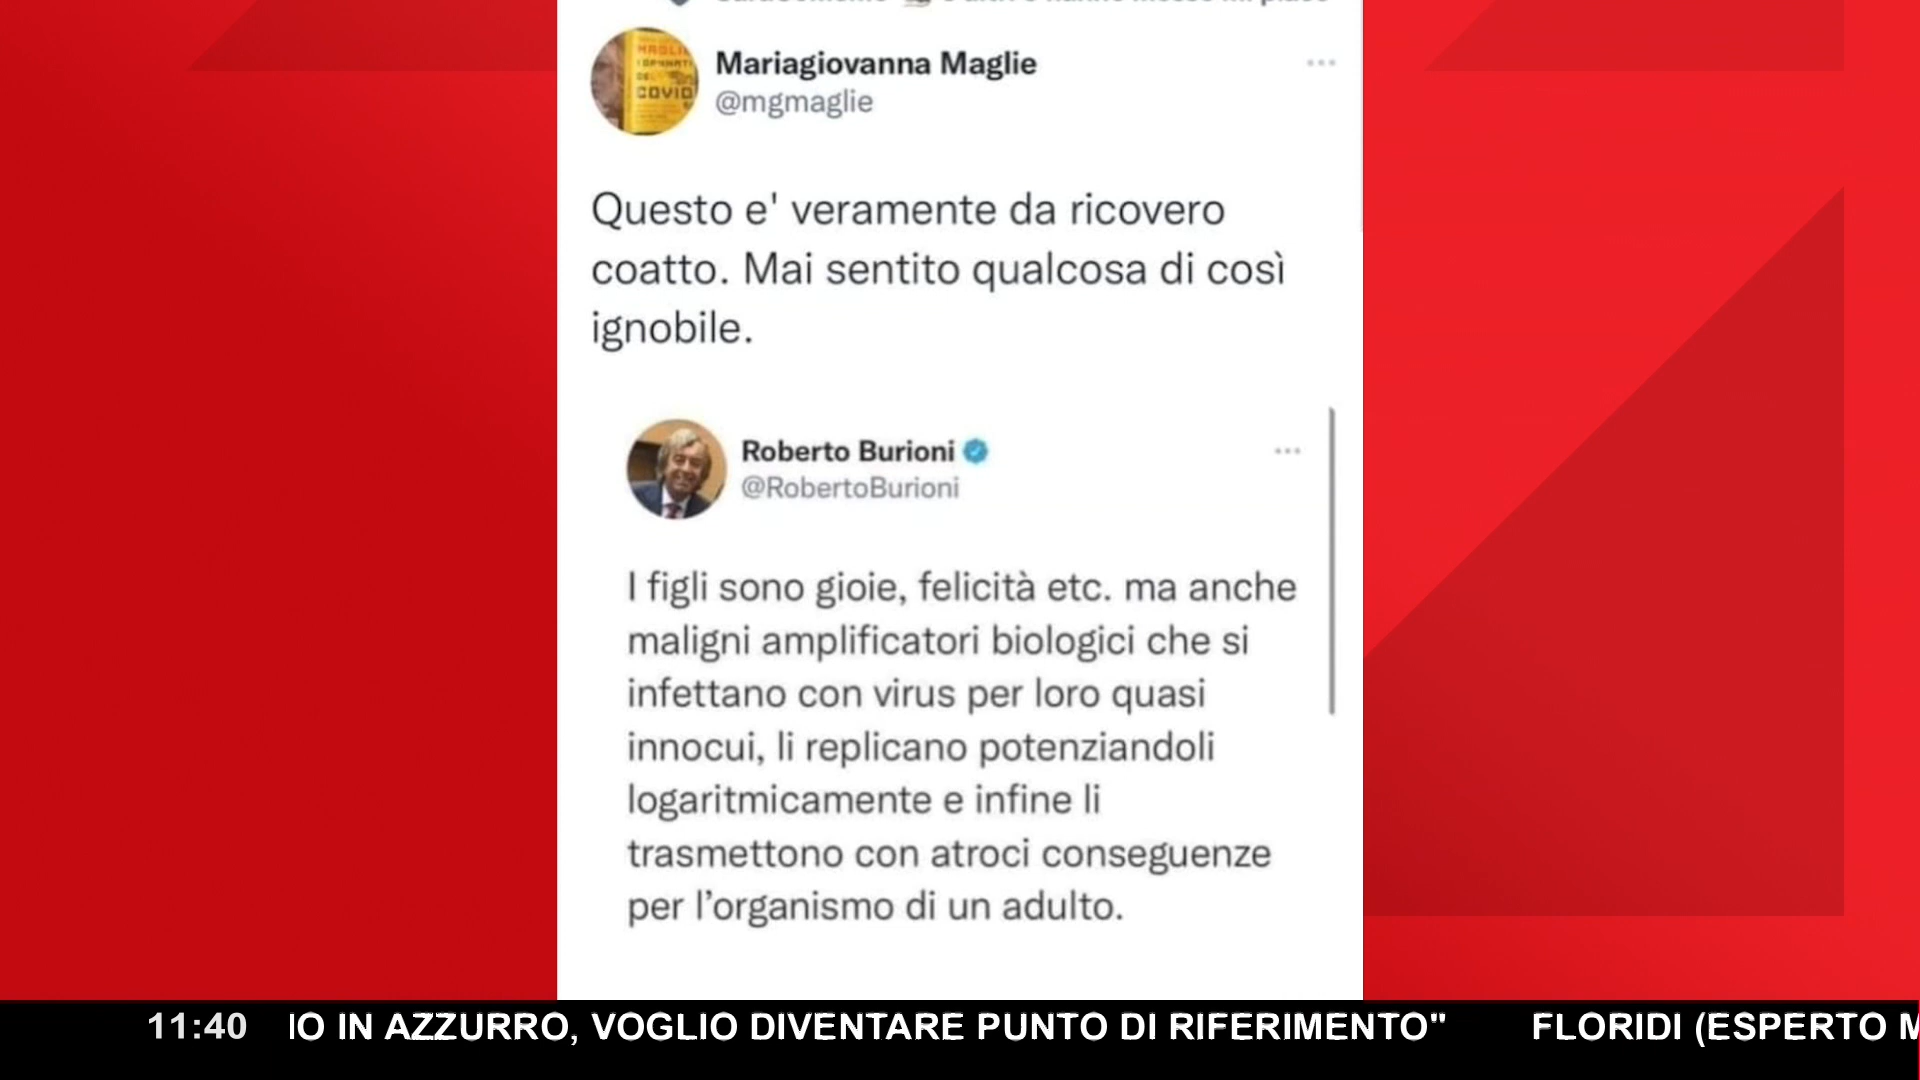 Mariagiovanna Maglie
@mgmaglie
Questo e' veramente da ricovero
coatto. Mai sentito qualcosa di così
ignobile.
Roberto Burioni
@RobertoBurioni
I figli sono gioie, felicità etc. ma anche
maligni amplificatori biologici che si
infettano con virus per loro quasi
innocui, li replicano potenziandoli
logaritmicamente e infine li
trasmettono con atroci conseguenze
per l’organismo di un adulto.
11:40 IO IN AZZURRO, VOGLIO DIVENTARE PUNTO DI RIFERIMENTO" FLORIDI (ESPERTO M